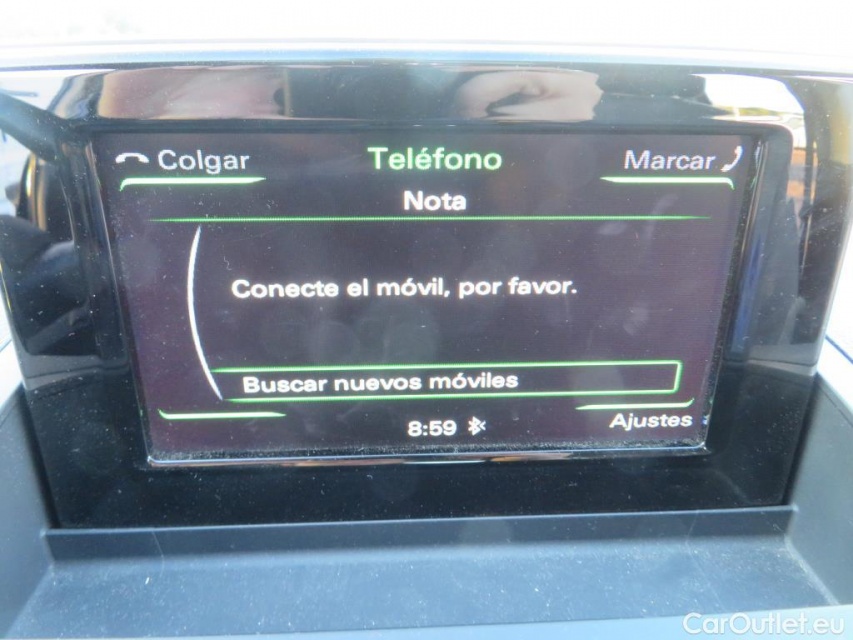 Colgar
Teléfono
Marcar
Nota
Conecte el móvil, por favor.
Buscar nuevos móviles
8:59
Ajustes
CarOutlet.eu